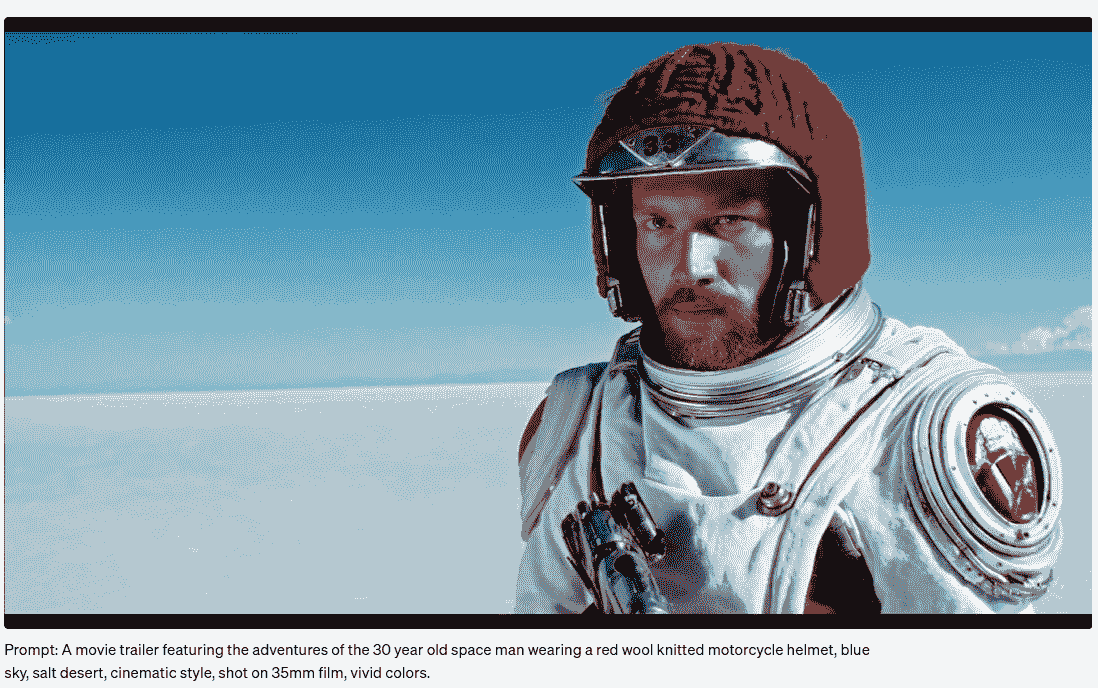 33
Prompt: A movie trailer featuring the adventures of the 30 year old space man wearing a red wool knitted motorcycle helmet, blue
sky, salt desert, cinematic style, shot on 35mm film, vivid colors.